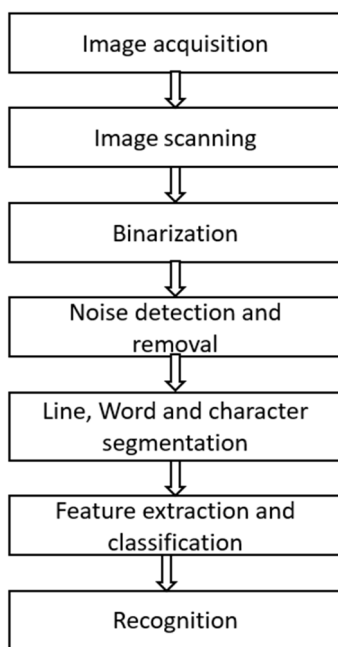 Image acquisition
Image scanning
Binarization
Noise detection and
removal
Line, Word and character
segmentation
Feature extraction and
classification
Recognition